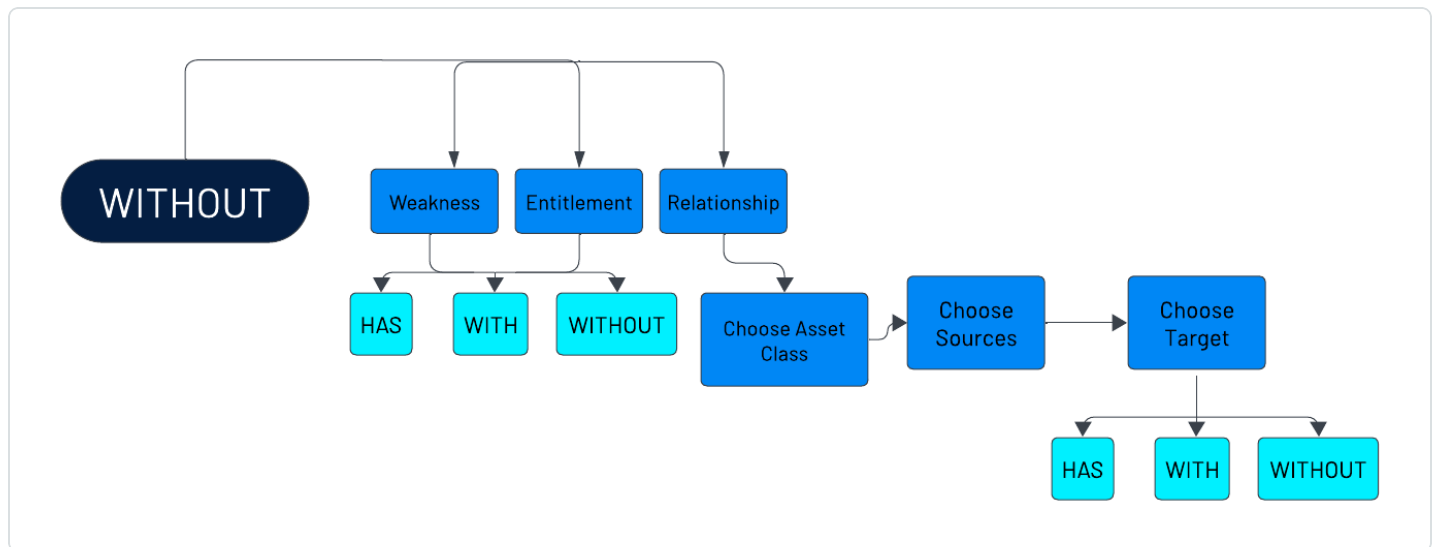 WITHOUT
Weakness
Entitlement
Relationship
HAS
WITH
WITHOUT
Choose Asset
Class
Choose
Sources
Choose
Target
HAS
WITH
WITHOUT